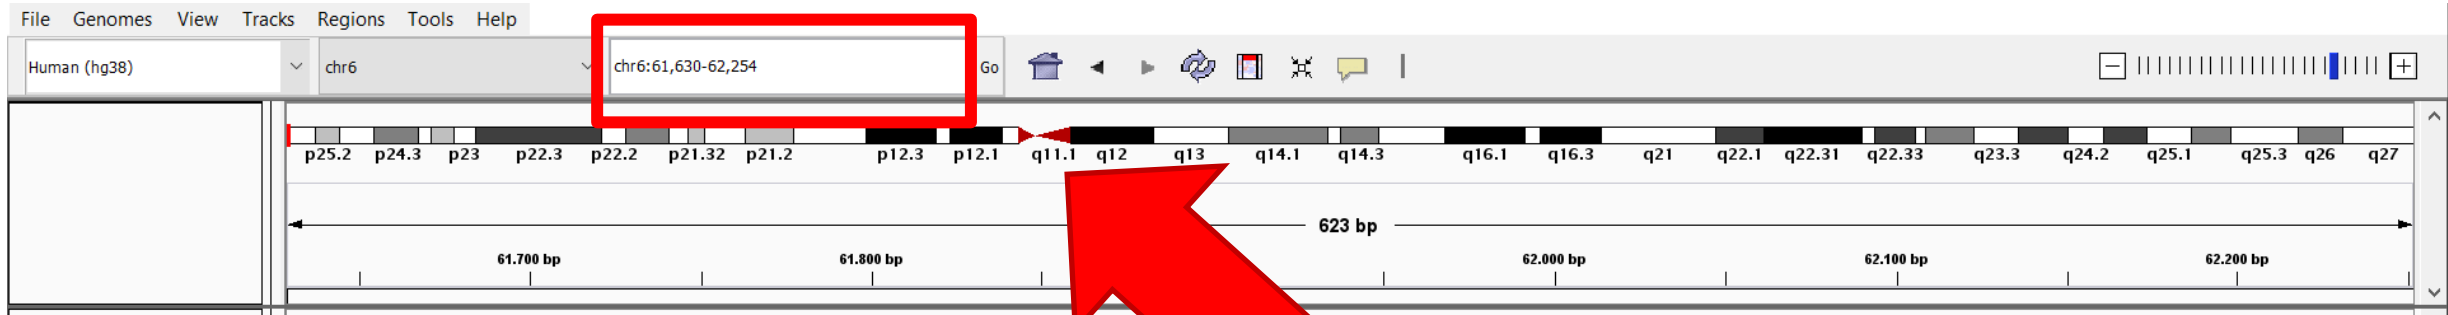 File Genomes View Tracks Regions Tools Help
Human (hg38) chr6 chr6:61,630-62,254 Go
p25.2 p24.3 p23 p22.3 p22.2 p21.32 p21.2 p12.3 p12.1 q11.1 q12 q13 q14.1 q14.3 q16.1 q16.3 q21 q22.1 q22.31 q22.33 q23.3 q24.2 q25.1 q25.3 q26 q27
623 bp
61.700 bp 61.800 bp 62.000 bp 62.100 bp 62.200 bp